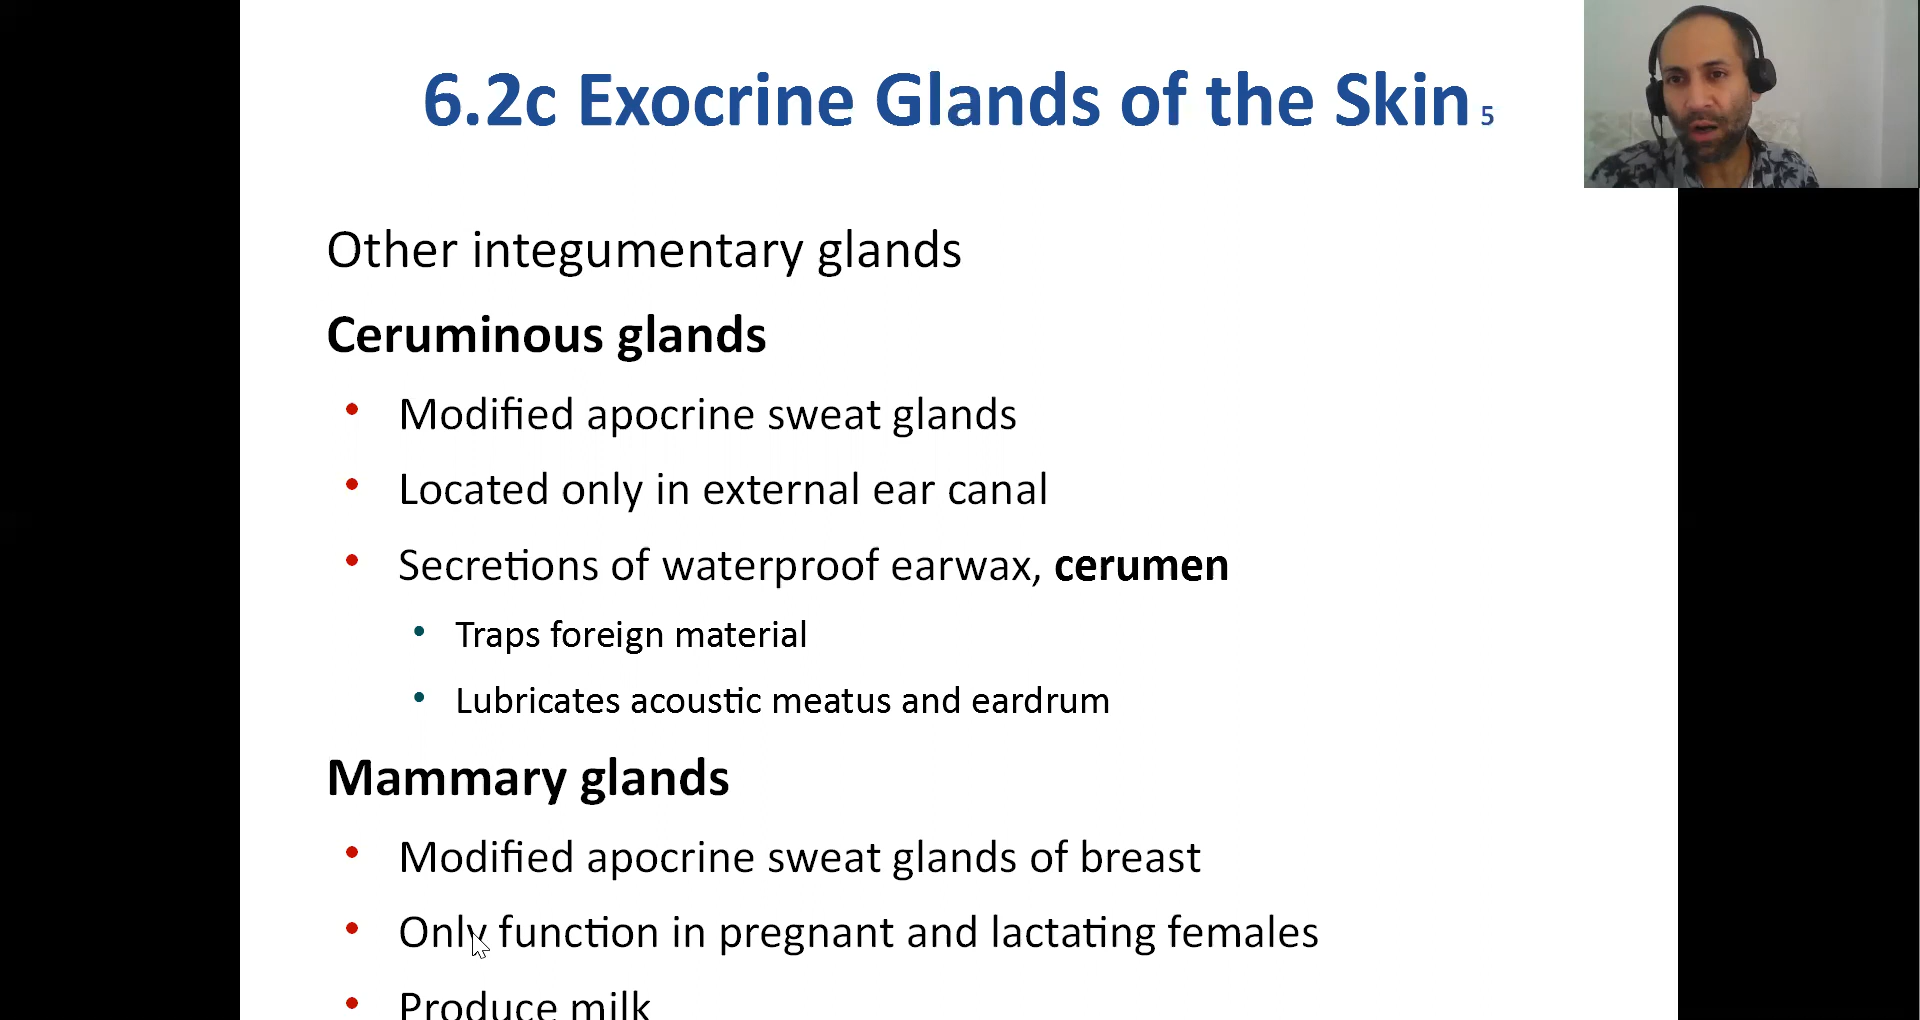 6.2c Exocrine Glands of the Skin 5
Other integumentary glands
Ceruminous glands
• Modified apocrine sweat glands
• Located only in external ear canal
• Secretions of waterproof earwax, cerumen
• Traps foreign material
• Lubricates acoustic meatus and eardrum
Mammary glands
• Modified apocrine sweat glands of breast
• Only function in pregnant and lactating females
• Produce milk